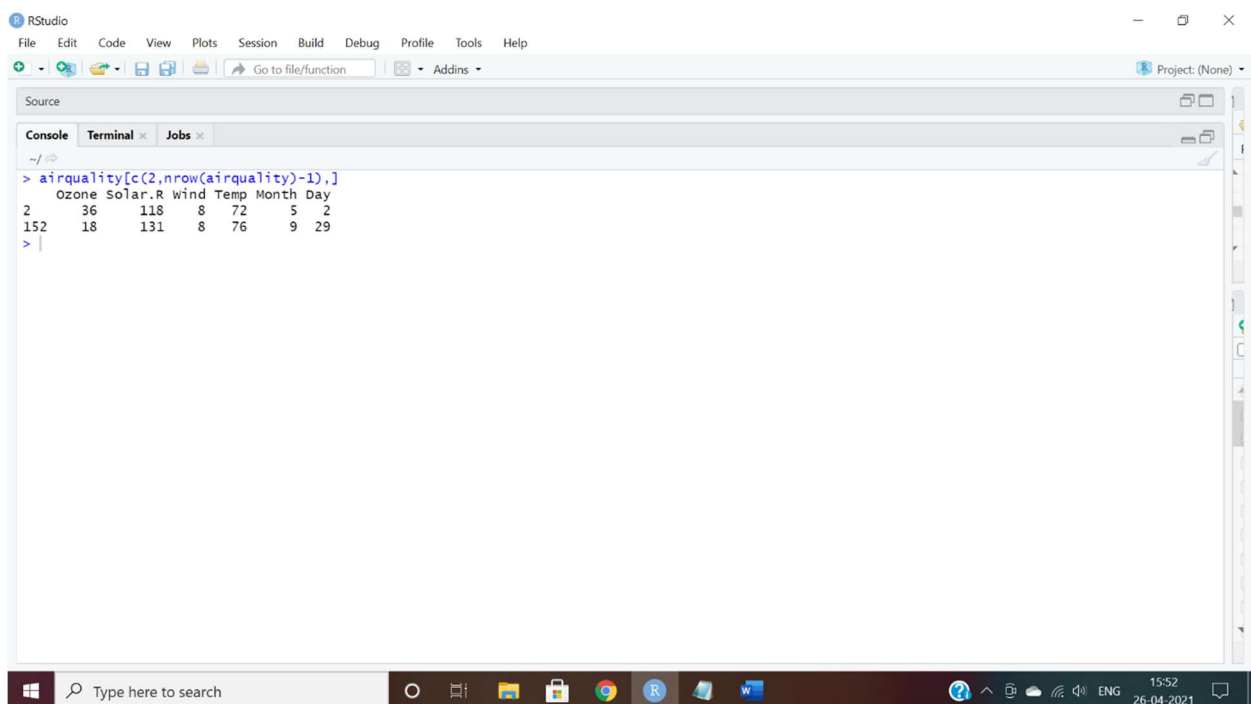 RStudio
File Edit Code View Plots Session Build Debug Profile Tools Help
Go to file/function Addins Project: (None)
Source
Console Terminal Jobs
~/
> airquality[c(2,nrow(airquality)-1),]
Ozone Solar.R Wind Temp Month Day
2 36 118 8 72 5 2
152 18 131 8 76 9 29
>
Type here to search
ENG
15:52
26-04-2021